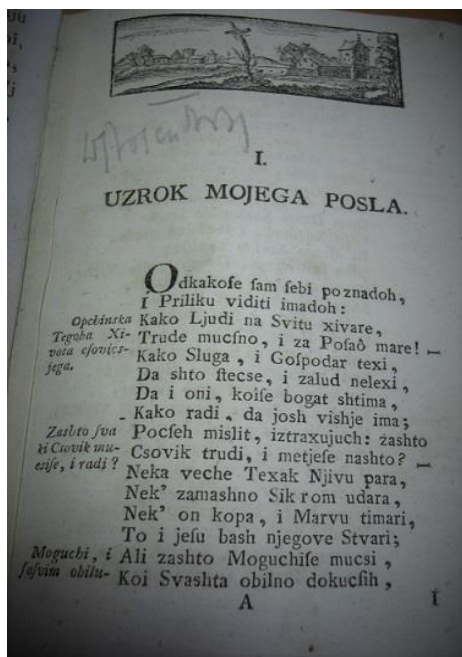 I.
UZROK MOJEGA POSLA.
Odkakoſe ſam ſebi poznadoh,
I Priliku viditi imadoh:
Opchinska
Tegoba Xi-
vota cſovics-
jega.
Kako Ljudi na Svitu xivare,
Trude mucſno, i za Poſaô mare! —
Kako Sluga, i Goſpodar texi,
Da shto ſtecse, i zalud nelexi,
Da i oni, koiſe bogat shtima,
Kako radi, da josh vishje ima;
Zashto ſva
ki Csovik mu-
csiſe, i radi?
Pocſeh mislit, iztraxujuch: zashto
Csovik trudi, i metjeſe nashto? —
Neka veche Texak Njivu para,
Nek' zamashno Sikrom udara,
Nek' on kopa, i Marvu timari,
To i jeſu bash njegove Stvari;
Moguchi, i
ſaſvim obilu-
Ali zashto Moguchiſe mucsi,
Koi Svashta obilno dokucſih,
A
I